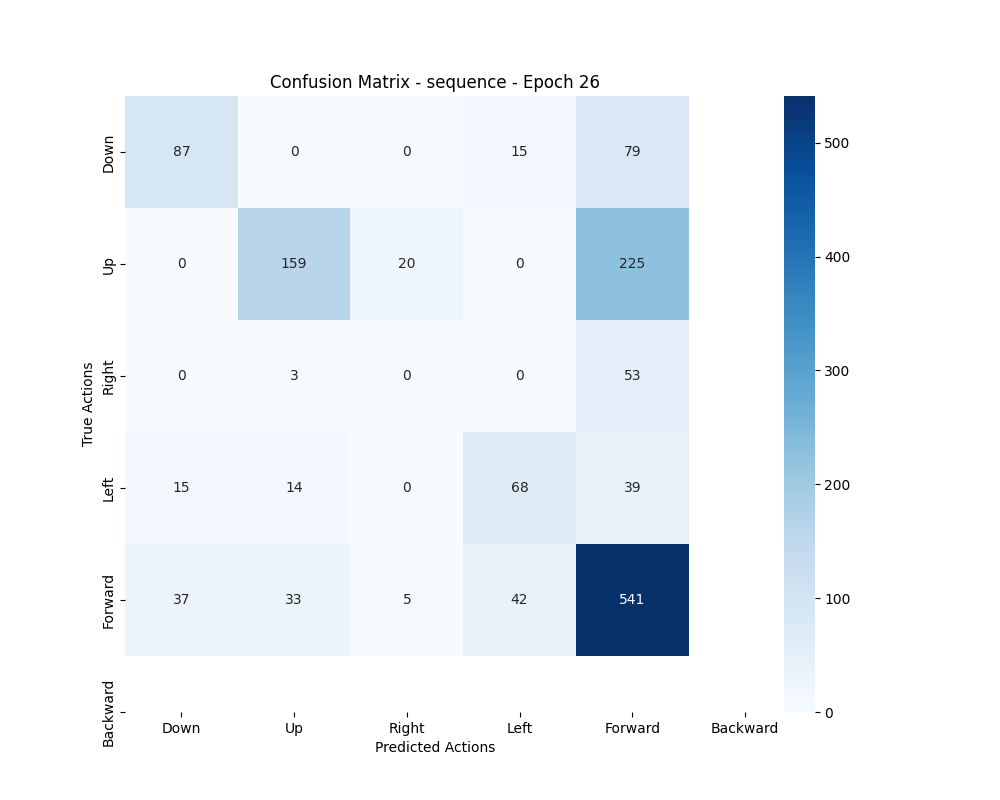 Confusion Matrix - sequence - Epoch 26
True Actions
Down 87 0 0 15 79
Up 0 159 20 0 225
Right 0 3 0 0 53
Left 15 14 0 68 39
Forward 37 33 5 42 541
Backward
Down Up Right Left Forward Backward
Predicted Actions
500
400
300
200
100
0